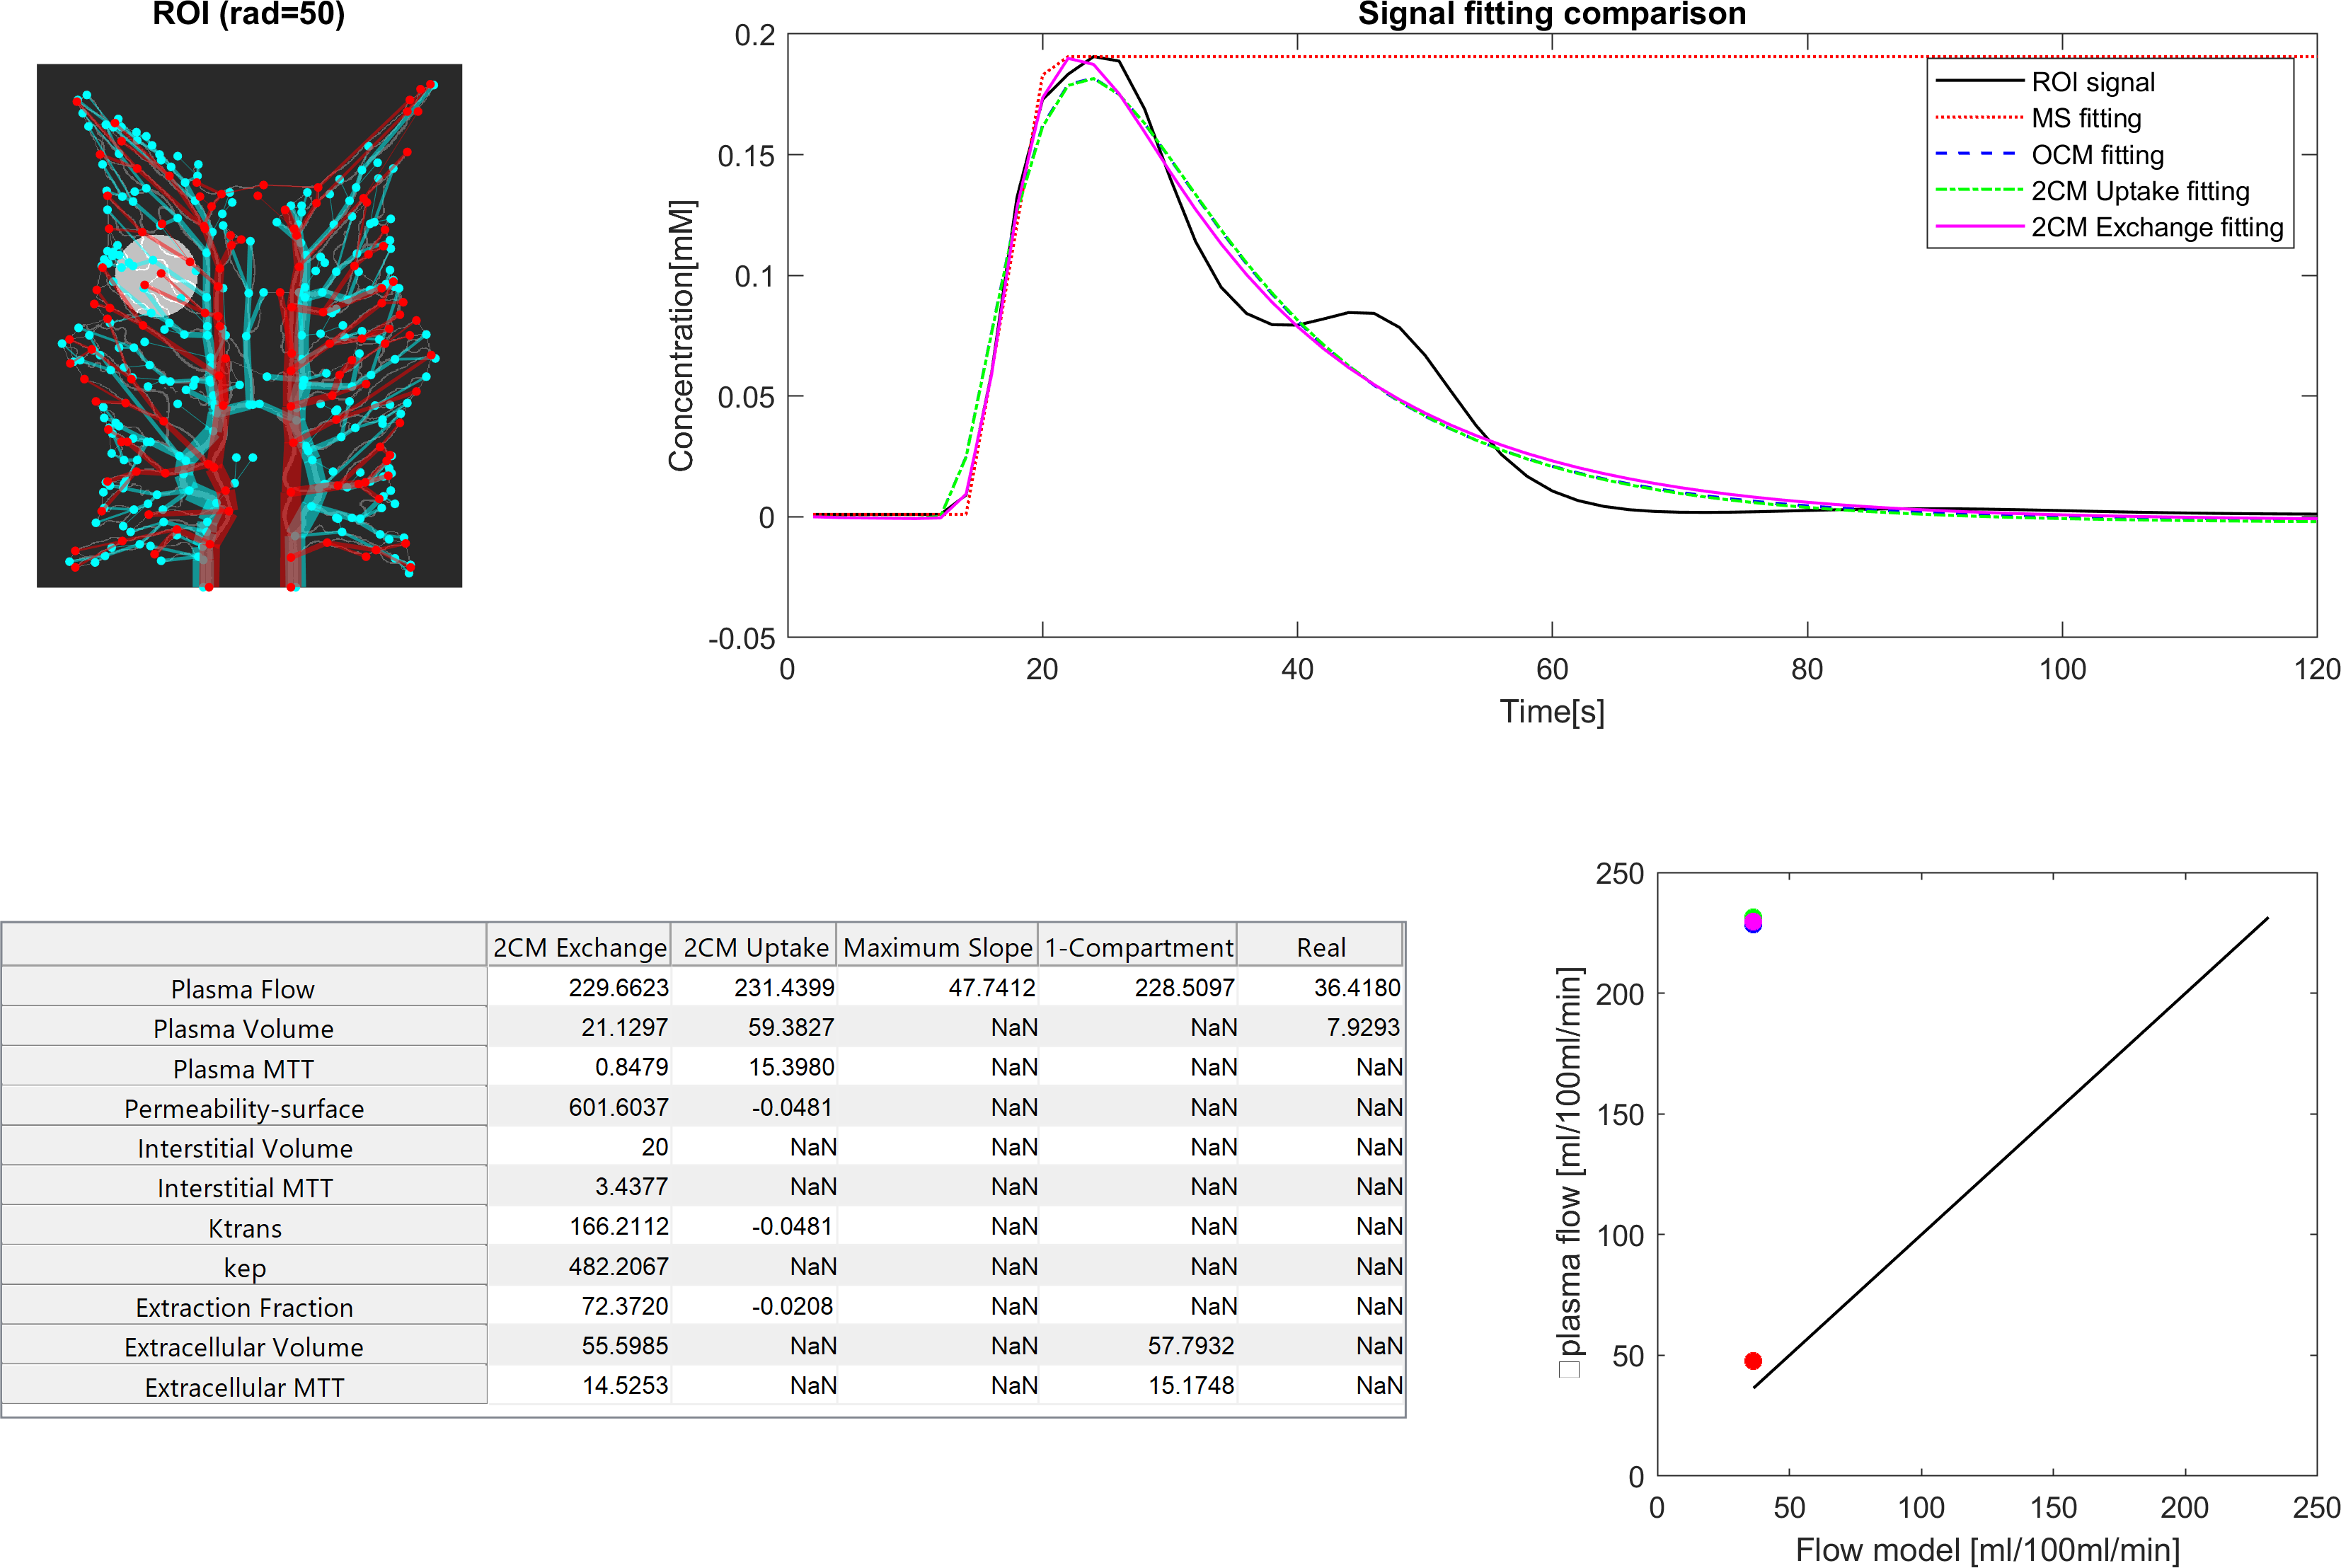 ROI (rad=50)
Signal fitting comparison
0.2
0.15
0.1
0.05
0
-0.05
Concentration[mM]
0 20 40 60 80 100 120
Time[s]
ROI signal
MS fitting
OCM fitting
2CM Uptake fitting
2CM Exchange fitting
2CM Exchange 2CM Uptake Maximum Slope 1-Compartment Real
Plasma Flow 229.6623 231.4399 47.7412 228.5097 36.4180
Plasma Volume 21.1297 59.3827 NaN NaN 7.9293
Plasma MTT 0.8479 15.3980 NaN NaN NaN
Permeability-surface 601.6037 -0.0481 NaN NaN NaN
Interstitial Volume 20 NaN NaN NaN NaN
Interstitial MTT 3.4377 NaN NaN NaN NaN
Ktrans 166.2112 -0.0481 NaN NaN NaN
kep 482.2067 NaN NaN NaN NaN
Extraction Fraction 72.3720 -0.0208 NaN NaN NaN
Extracellular Volume 55.5985 NaN NaN 57.7932 NaN
Extracellular MTT 14.5253 NaN NaN 15.1748 NaN
250
200
150
100
50
0
□plasma flow [ml/100ml/min]
0 50 100 150 200 250
Flow model [ml/100ml/min]